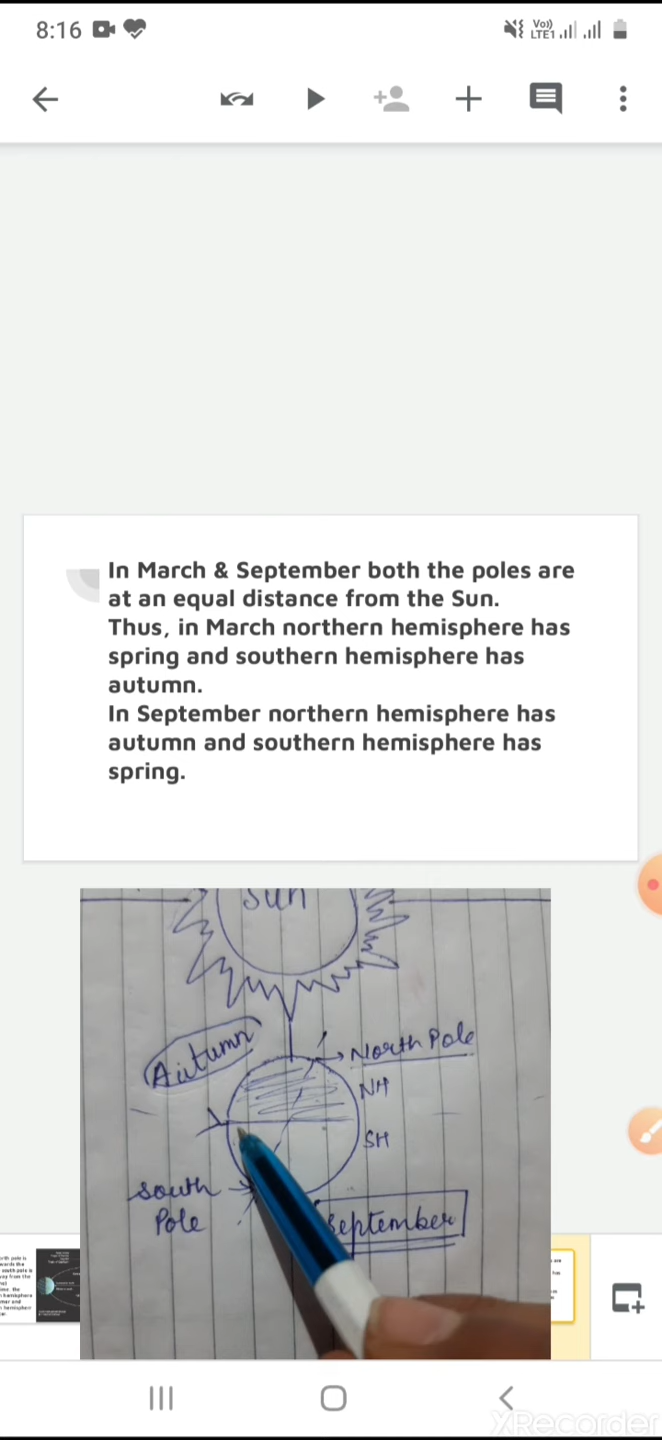 8:16
Vo))
LTE1
In March & September both the poles are
at an equal distance from the Sun.
Thus, in March northern hemisphere has
spring and southern hemisphere has
autumn.
In September northern hemisphere has
autumn and southern hemisphere has
spring.
Sun
Autumn
North Pole
NH
SH
South
Pole
September
XRecorder